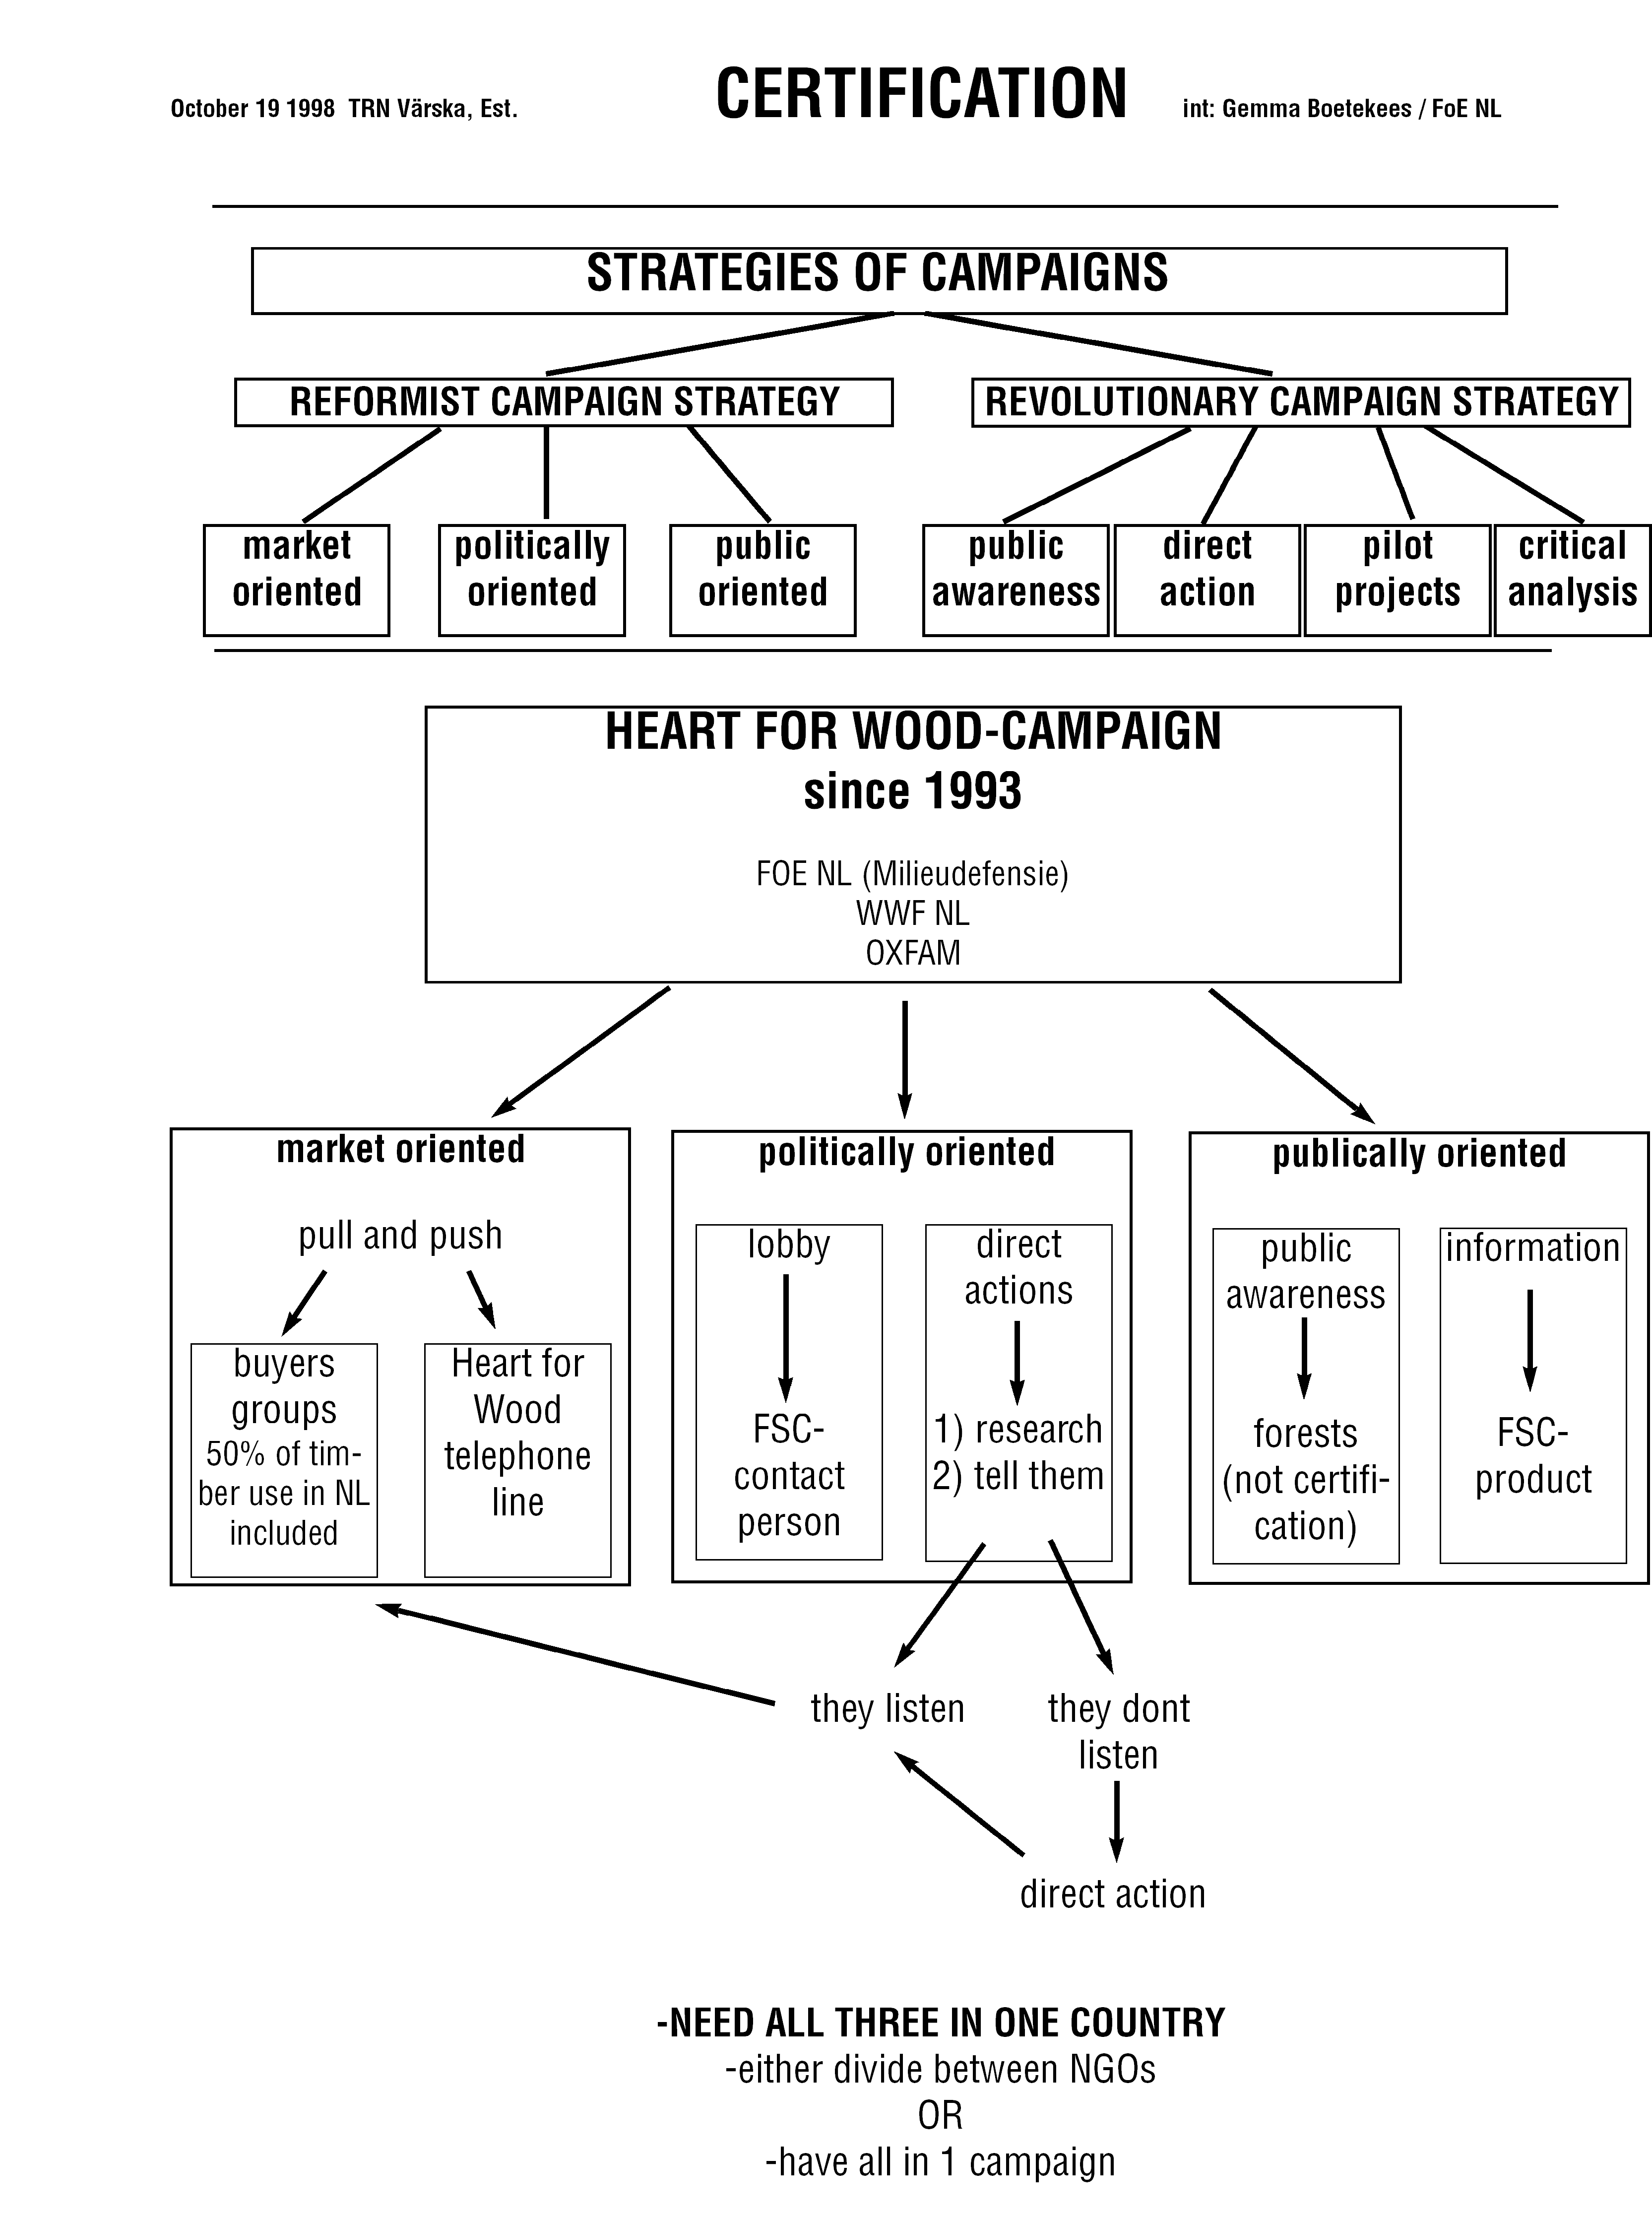 October 19 1998 TRN Värska, Est.
CERTIFICATION
int: Gemma Boetekees / FoE NL
STRATEGIES OF CAMPAIGNS
REFORMIST CAMPAIGN STRATEGY
REVOLUTIONARY CAMPAIGN STRATEGY
market
oriented
politically
oriented
public
oriented
public
awareness
direct
action
pilot
projects
critical
analysis
HEART FOR WOOD-CAMPAIGN
since 1993
FOE NL (Milieudefensie)
WWF NL
OXFAM
market oriented
pull and push
buyers
groups
50% of tim-
ber use in NL
included
Heart for
Wood
telephone
line
politically oriented
lobby
FSC-
contact
person
direct
actions
1) research
2) tell them
publically oriented
public
awareness
forests
(not certifi-
cation)
information
FSC-
product
they listen
they dont
listen
direct action
-NEED ALL THREE IN ONE COUNTRY
-either divide between NGOs
OR
-have all in 1 campaign